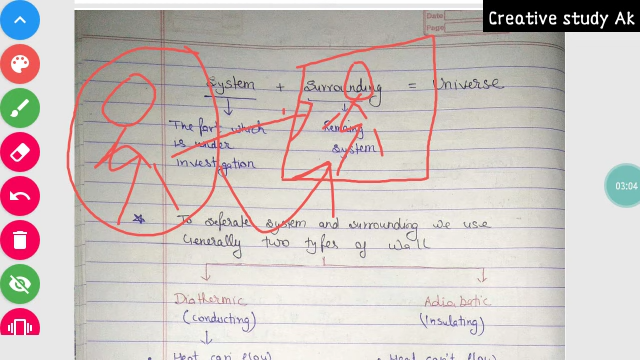 Creative study Ak
Date
Page
System + Surrounding = Universe
The part which
is under
investigation
Remaing
system
03:04
* To seferate system and surrounding we use
Generally two types of wall
Diathermic
(conducting)
Adiabatic
(Insulating)
• Heat can flow
• Heat can't flow